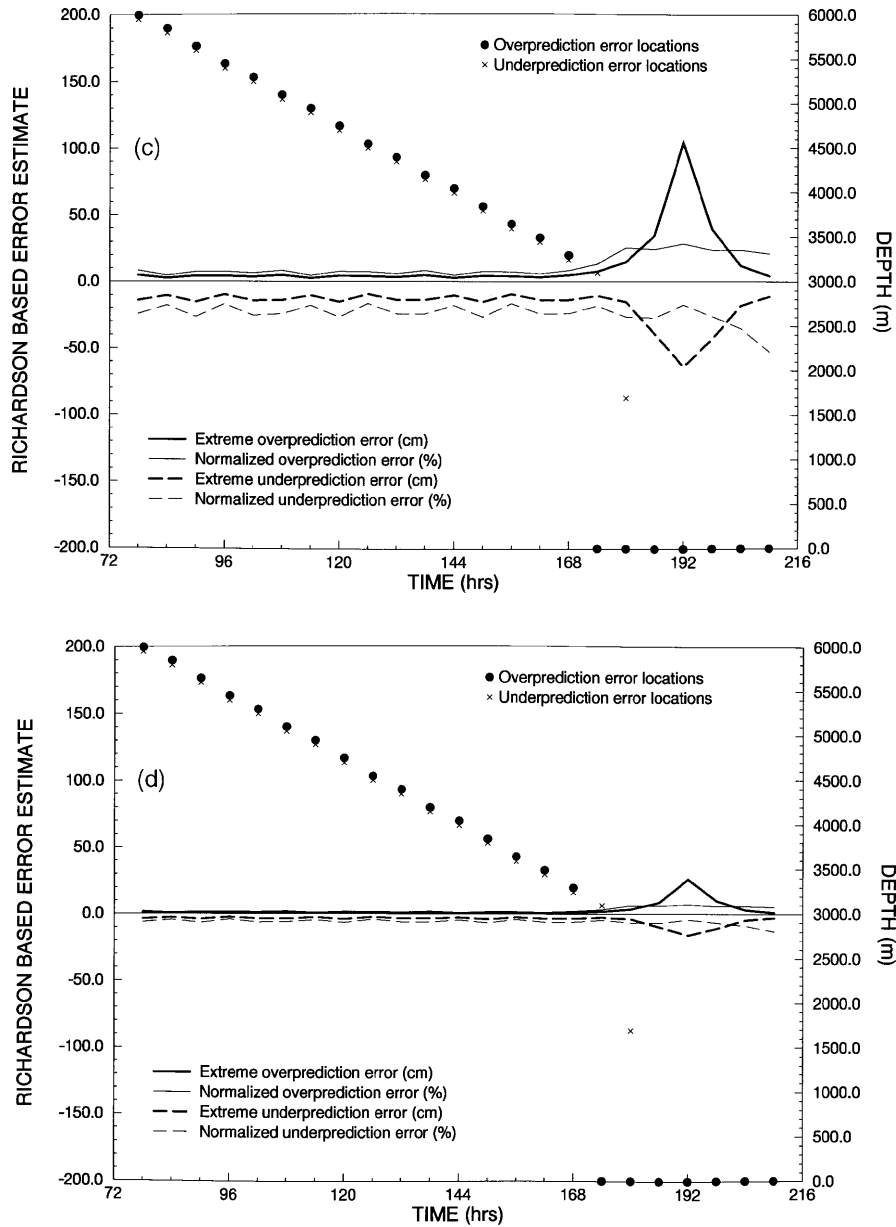 200.0
150.0
100.0
50.0
0.0
-50.0
-100.0
-150.0
-200.0
RICHARDSON BASED ERROR ESTIMATE
(c)
Overprediction error locations
Underprediction error locations
Extreme overprediction error (cm)
Normalized overprediction error (%)
Extreme underprediction error (cm)
Normalized underprediction error (%)
6000.0
5500.0
5000.0
4500.0
4000.0
3500.0
3000.0
2500.0
2000.0
1500.0
1000.0
500.0
0.0
DEPTH (m)
72 96 120 144 168 192 216
TIME (hrs)
200.0
150.0
100.0
50.0
0.0
-50.0
-100.0
-150.0
-200.0
RICHARDSON BASED ERROR ESTIMATE
(d)
Overprediction error locations
Underprediction error locations
Extreme overprediction error (cm)
Normalized overprediction error (%)
Extreme underprediction error (cm)
Normalized underprediction error (%)
6000.0
5500.0
5000.0
4500.0
4000.0
3500.0
3000.0
2500.0
2000.0
1500.0
1000.0
500.0
0.0
DEPTH (m)
72 96 120 144 168 192 216
TIME (hrs)